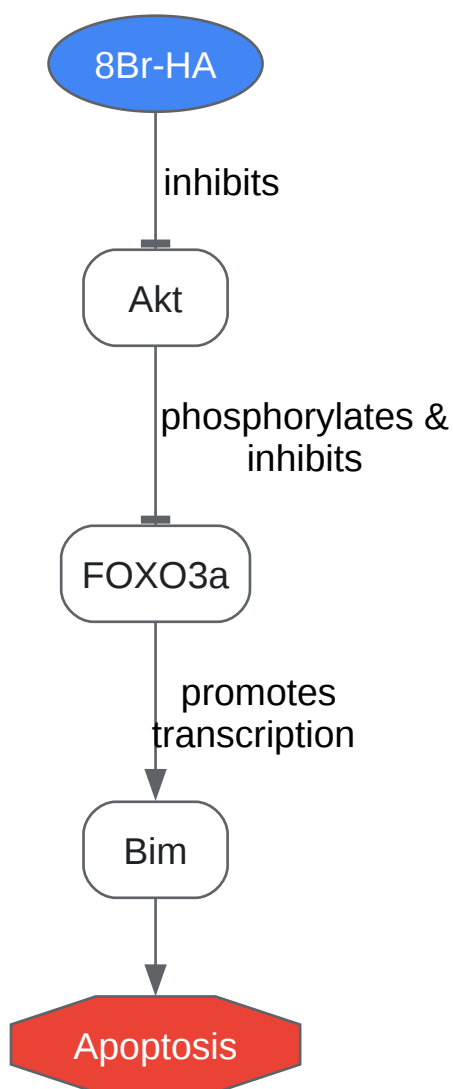 8Br-HA
inhibits
Akt
phosphorylates &
inhibits
FOXO3a
promotes
transcription
Bim
Apoptosis